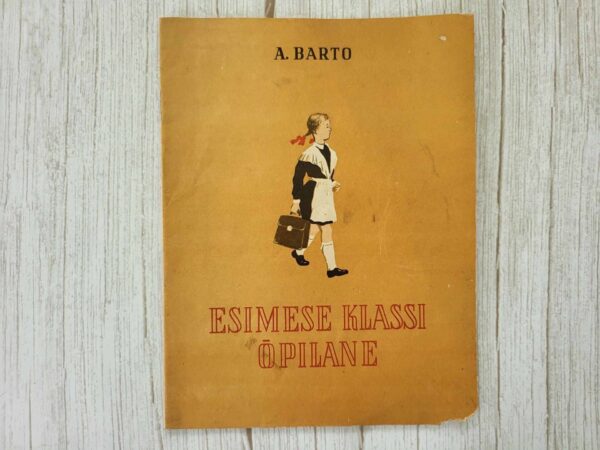 A. BARTO
ESIMESE KLASSI
ÕPILANE